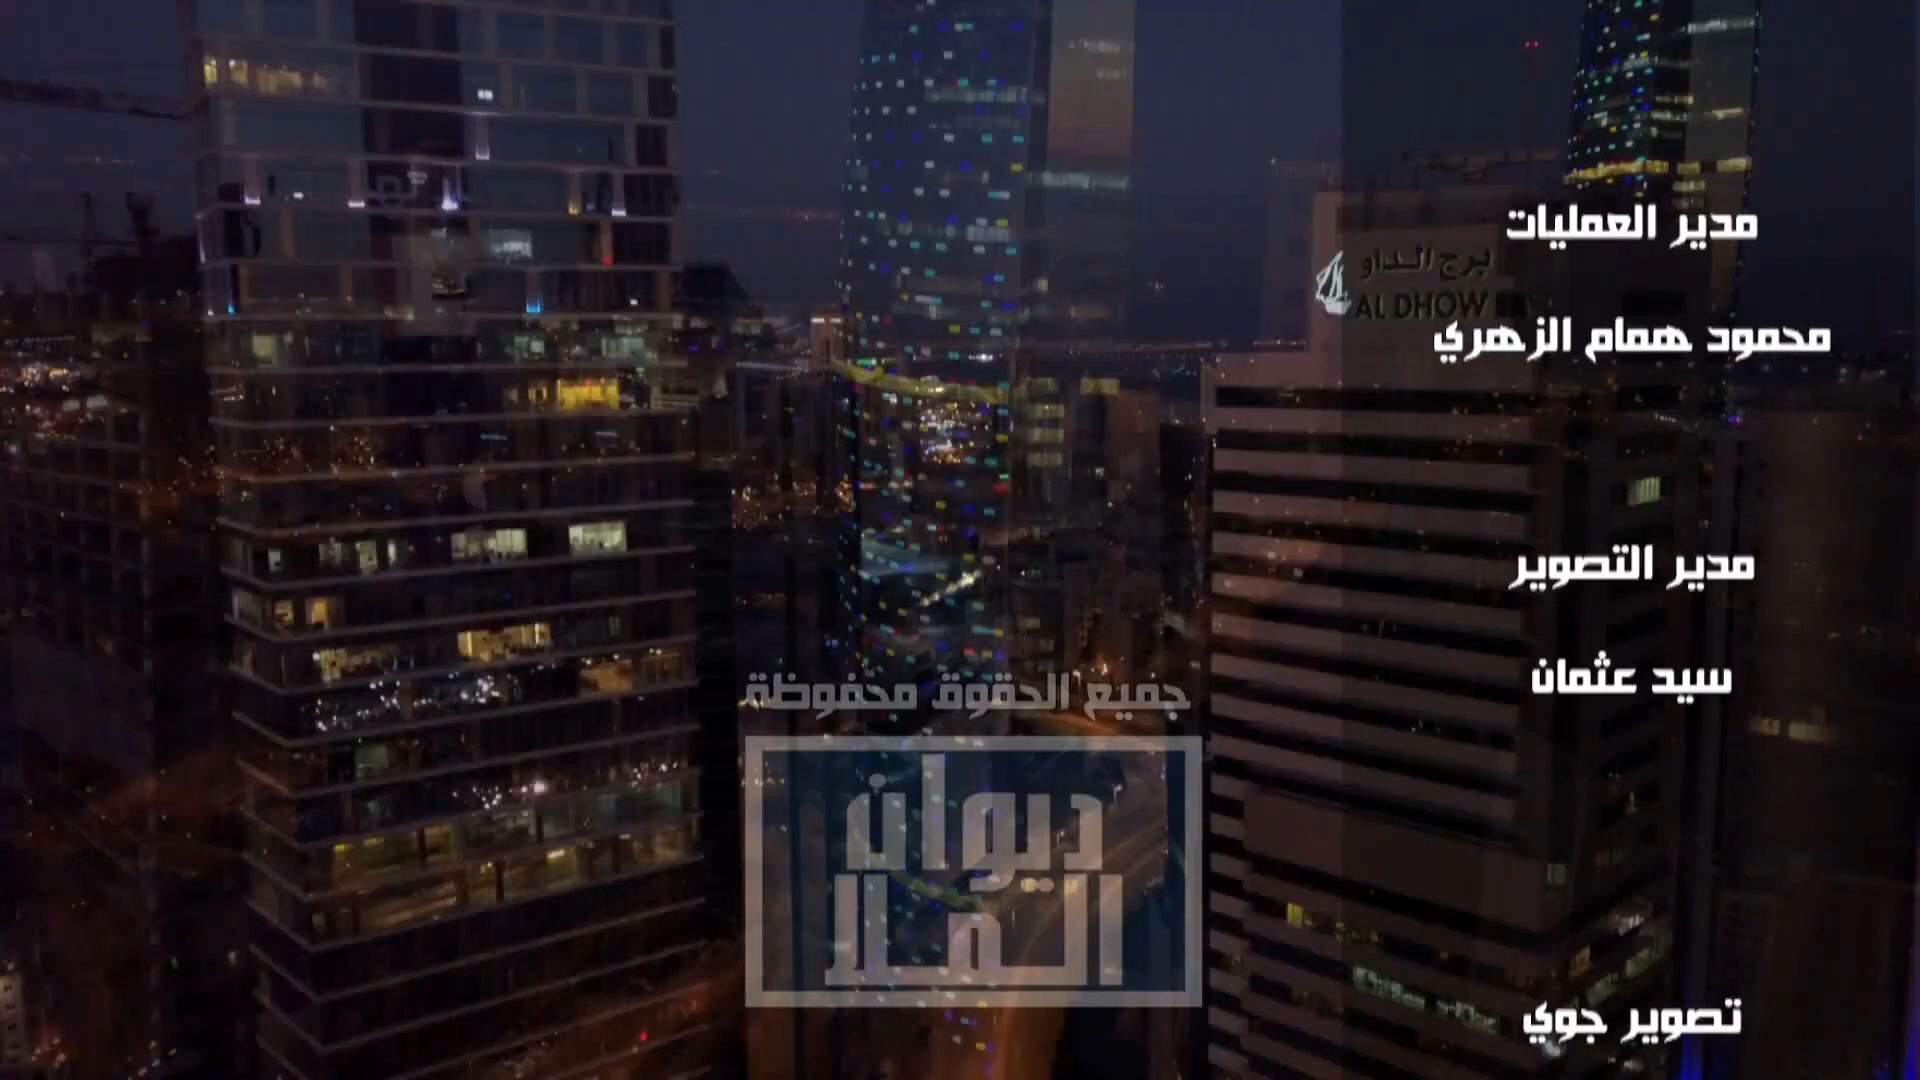 مدير العمليات
برج الداو
AL DHOW
محمود همام الزهري
مدير التصوير
سيد عثمان
جميع الحقوق محفوظة
ديوان
الملا
تصوير جوي